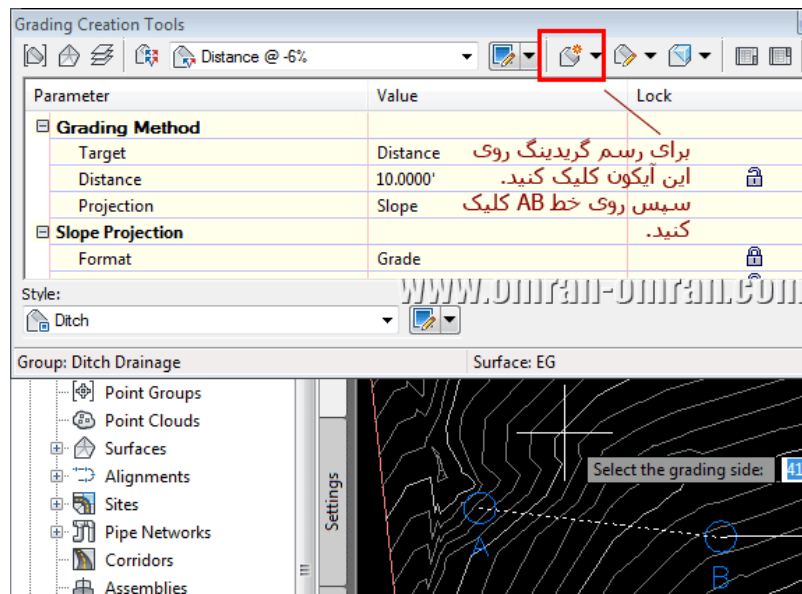 Grading Creation Tools
Distance @ -6%
Parameter Value Lock
Grading Method
Target Distance
Distance 10.0000'
Projection Slope
Slope Projection
Format Grade
برای رسم گریدینگ روی
این آیکون کلیک کنید.
سپس روی خط AB کلیک
کنید.
www.omran-omran.com
Style:
Ditch
Group: Ditch Drainage Surface: EG
Point Groups
Point Clouds
Surfaces
Alignments
Sites
Pipe Networks
Corridors
Assemblies
Settings
Select the grading side: 41
A
B